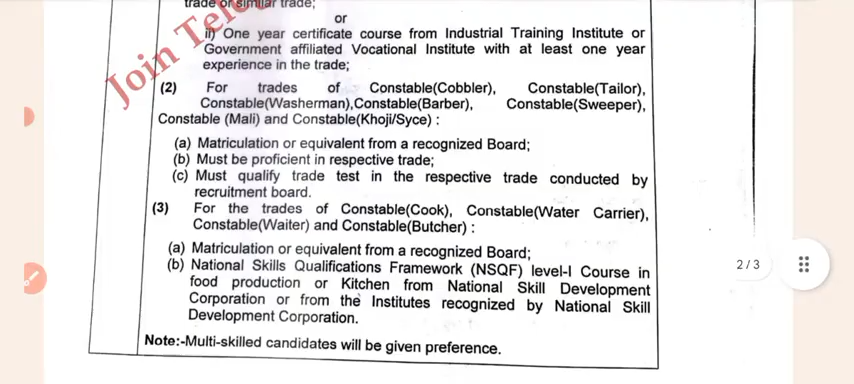 trade or similar trade;
or
ii) One year certificate course from Industrial Training Institute or
Government affiliated Vocational Institute with at least one year
experience in the trade;
Join
(2) For trades of Constable(Cobbler), Constable(Tailor),
Constable(Washerman),Constable(Barber), Constable(Sweeper),
Constable (Mali) and Constable(Khoji/Syce) :
(a) Matriculation or equivalent from a recognized Board;
(b) Must be proficient in respective trade;
(c) Must qualify trade test in the respective trade conducted by
recruitment board.
(3) For the trades of Constable(Cook), Constable(Water Carrier),
Constable(Waiter) and Constable(Butcher) :
(a) Matriculation or equivalent from a recognized Board;
(b) National Skills Qualifications Framework (NSQF) level-I Course in
food production or Kitchen from National Skill Development
Corporation or from the Institutes recognized by National Skill
Development Corporation.
2/3
Note:-Multi-skilled candidates will be given preference.